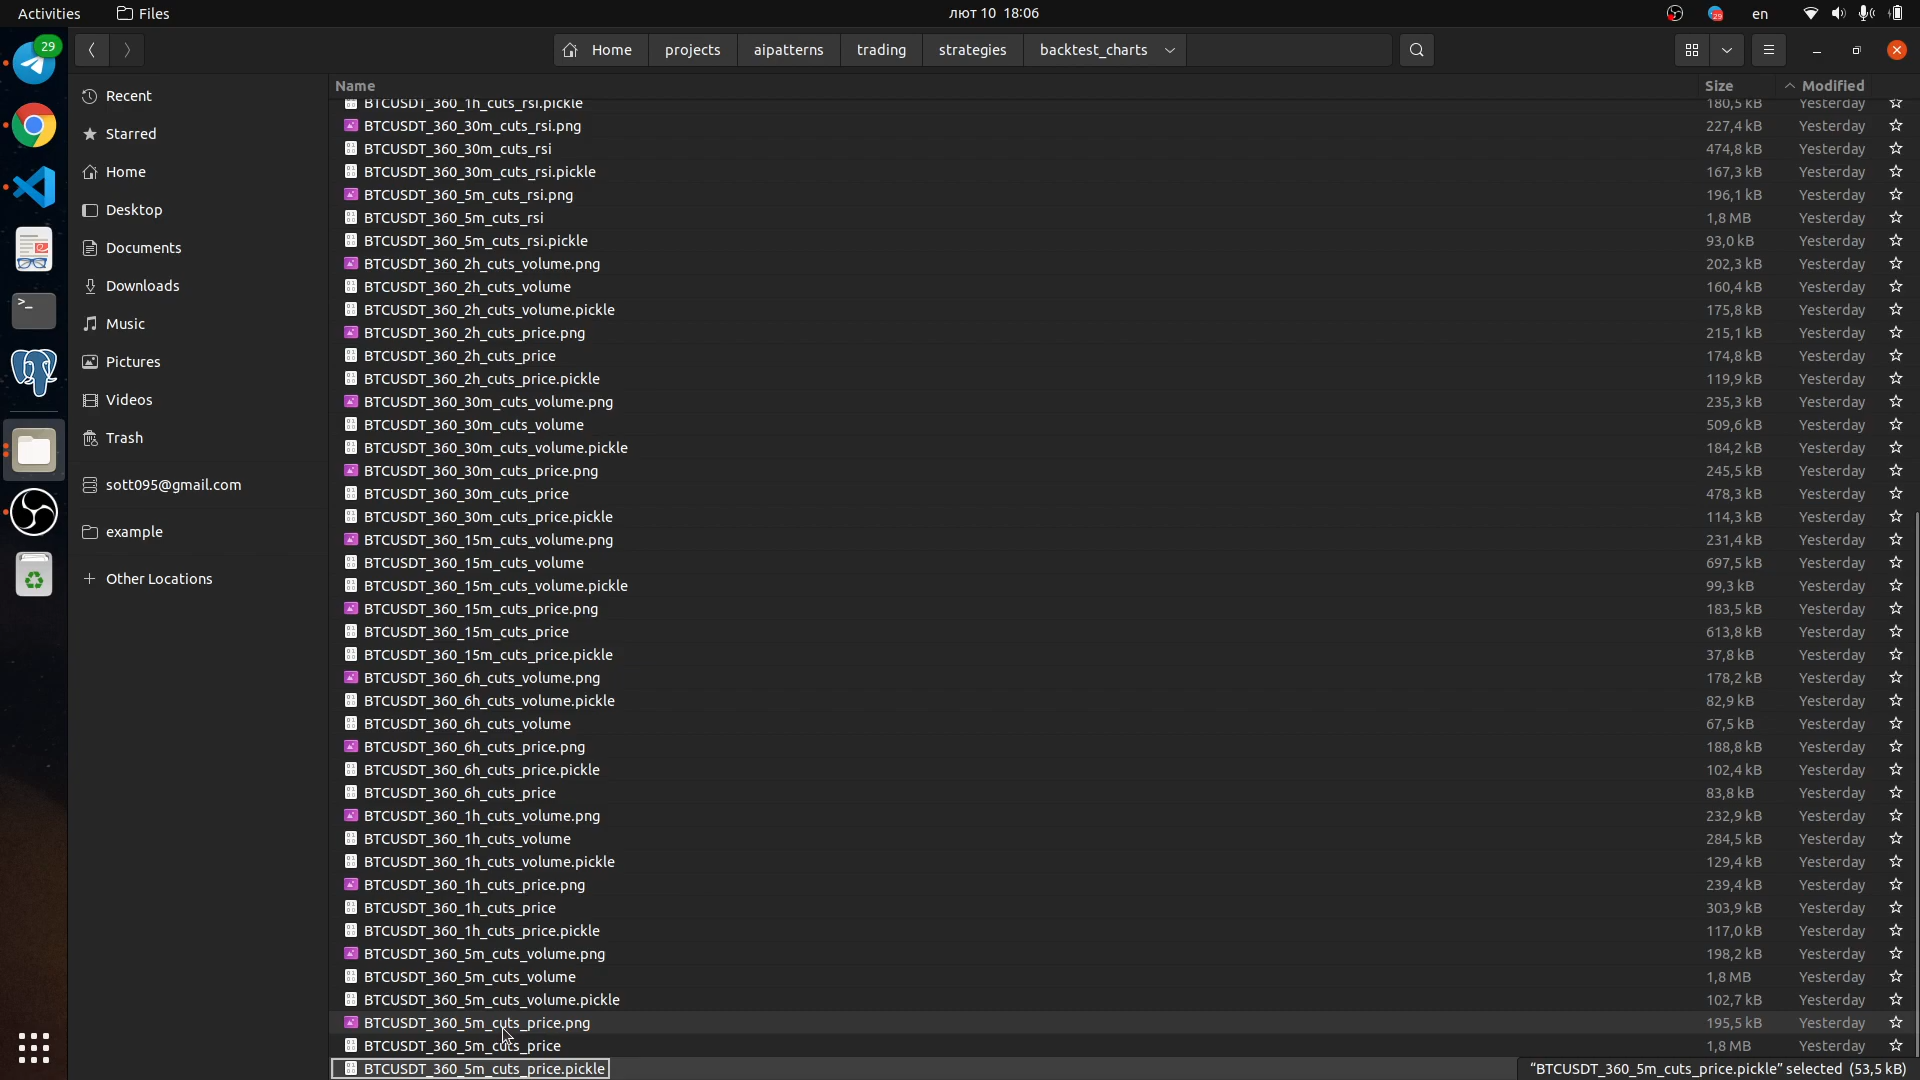 Activities Files лют 10 18:06 en
29
29
Home projects aipatterns trading strategies backtest_charts
Recent
Starred
Home
Desktop
Documents
Downloads
Music
Pictures
Videos
Trash
sott095@gmail.com
example
Other Locations
Name Size Modified
BTCUSDT_360_1h_cuts_rsi.pickle 180,5 kB Yesterday
BTCUSDT_360_30m_cuts_rsi.png 227,4 kB Yesterday
BTCUSDT_360_30m_cuts_rsi 474,8 kB Yesterday
BTCUSDT_360_30m_cuts_rsi.pickle 167,3 kB Yesterday
BTCUSDT_360_5m_cuts_rsi.png 196,1 kB Yesterday
BTCUSDT_360_5m_cuts_rsi 1,8 MB Yesterday
BTCUSDT_360_5m_cuts_rsi.pickle 93,0 kB Yesterday
BTCUSDT_360_2h_cuts_volume.png 202,3 kB Yesterday
BTCUSDT_360_2h_cuts_volume 160,4 kB Yesterday
BTCUSDT_360_2h_cuts_volume.pickle 175,8 kB Yesterday
BTCUSDT_360_2h_cuts_price.png 215,1 kB Yesterday
BTCUSDT_360_2h_cuts_price 174,8 kB Yesterday
BTCUSDT_360_2h_cuts_price.pickle 119,9 kB Yesterday
BTCUSDT_360_30m_cuts_volume.png 235,3 kB Yesterday
BTCUSDT_360_30m_cuts_volume 509,6 kB Yesterday
BTCUSDT_360_30m_cuts_volume.pickle 184,2 kB Yesterday
BTCUSDT_360_30m_cuts_price.png 245,5 kB Yesterday
BTCUSDT_360_30m_cuts_price 478,3 kB Yesterday
BTCUSDT_360_30m_cuts_price.pickle 114,3 kB Yesterday
BTCUSDT_360_15m_cuts_volume.png 231,4 kB Yesterday
BTCUSDT_360_15m_cuts_volume 697,5 kB Yesterday
BTCUSDT_360_15m_cuts_volume.pickle 99,3 kB Yesterday
BTCUSDT_360_15m_cuts_price.png 183,5 kB Yesterday
BTCUSDT_360_15m_cuts_price 613,8 kB Yesterday
BTCUSDT_360_15m_cuts_price.pickle 37,8 kB Yesterday
BTCUSDT_360_6h_cuts_volume.png 178,2 kB Yesterday
BTCUSDT_360_6h_cuts_volume.pickle 82,9 kB Yesterday
BTCUSDT_360_6h_cuts_volume 67,5 kB Yesterday
BTCUSDT_360_6h_cuts_price.png 188,8 kB Yesterday
BTCUSDT_360_6h_cuts_price.pickle 102,4 kB Yesterday
BTCUSDT_360_6h_cuts_price 83,8 kB Yesterday
BTCUSDT_360_1h_cuts_volume.png 232,9 kB Yesterday
BTCUSDT_360_1h_cuts_volume 284,5 kB Yesterday
BTCUSDT_360_1h_cuts_volume.pickle 129,4 kB Yesterday
BTCUSDT_360_1h_cuts_price.png 239,4 kB Yesterday
BTCUSDT_360_1h_cuts_price 303,9 kB Yesterday
BTCUSDT_360_1h_cuts_price.pickle 117,0 kB Yesterday
BTCUSDT_360_5m_cuts_volume.png 198,2 kB Yesterday
BTCUSDT_360_5m_cuts_volume 1,8 MB Yesterday
BTCUSDT_360_5m_cuts_volume.pickle 102,7 kB Yesterday
BTCUSDT_360_5m_cuts_price.png 195,5 kB Yesterday
BTCUSDT_360_5m_cuts_price 1,8 MB Yesterday
BTCUSDT_360_5m_cuts_price.pickle
"BTCUSDT_360_5m_cuts_price.pickle" selected (53,5 kB)